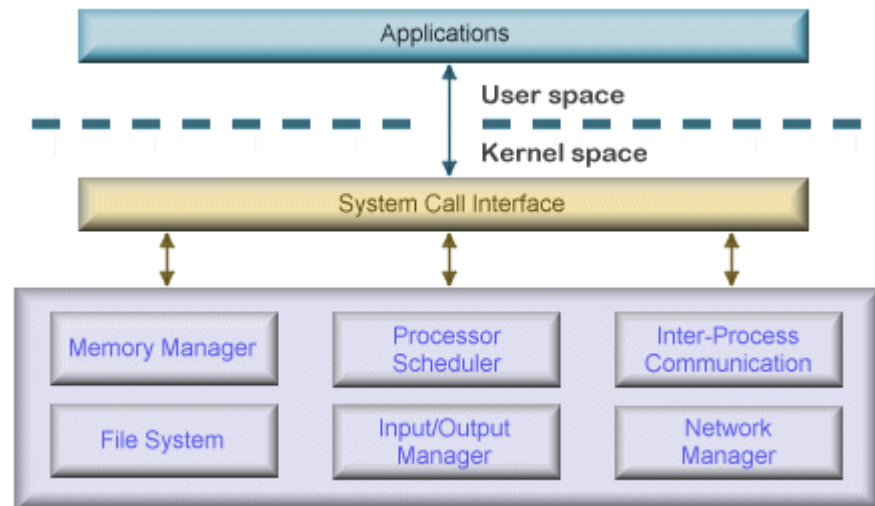 Applications
User space
Kernel space
System Call Interface
Memory Manager
Processor
Scheduler
Inter-Process
Communication
File System
Input/Output
Manager
Network
Manager